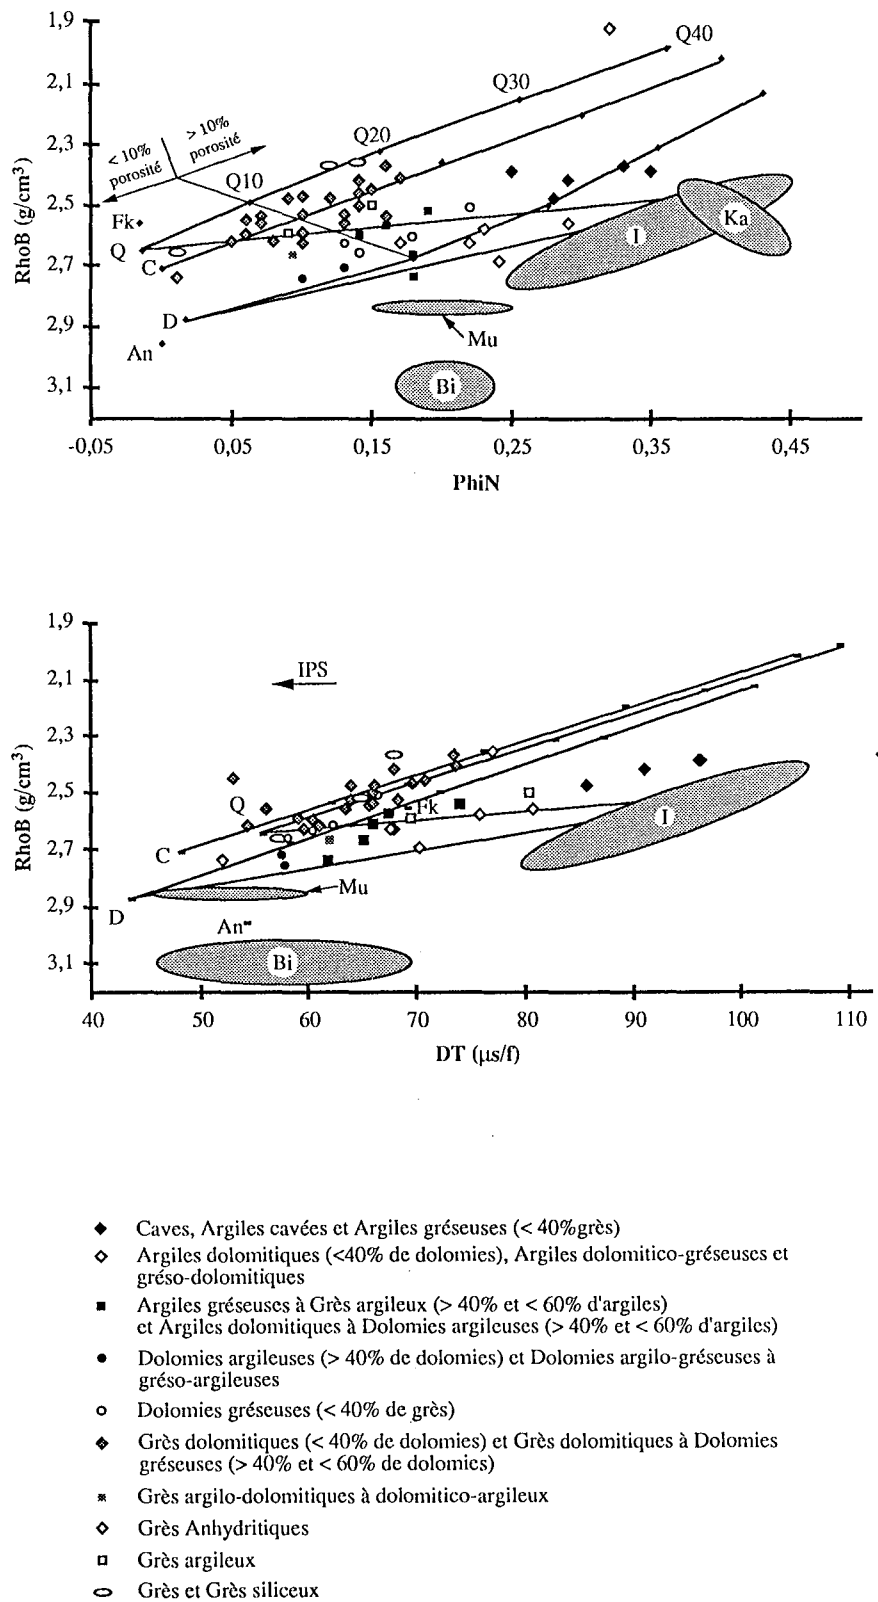 1,9
2,1
2,3
2,5
2,7
2,9
3,1
RhoB (g/cm³)
Q40
Q30
Q20
Q10
< 10%
porosité
> 10%
porosité
Fk
Q
C
D
An
I
Ka
Mu
Bi
-0,05
0,05
0,15
0,25
0,35
0,45
PhiN
1,9
2,1
2,3
2,5
2,7
2,9
3,1
RhoB (g/cm³)
IPS
Q
Fk
C
I
Mu
D
An
Bi
40
50
60
70
80
90
100
110
DT (µs/f)
Caves, Argiles cavées et Argiles gréseuses (< 40%grès)
Argiles dolomitiques (<40% de dolomies), Argiles dolomitico-gréseuses et
gréso-dolomitiques
Argiles gréseuses à Grès argileux (> 40% et < 60% d'argiles)
et Argiles dolomitiques à Dolomies argileuses (> 40% et < 60% d'argiles)
Dolomies argileuses (> 40% de dolomies) et Dolomies argilo-gréseuses à
gréso-argileuses
Dolomies gréseuses (< 40% de grès)
Grès dolomitiques (< 40% de dolomies) et Grès dolomitiques à Dolomies
gréseuses (> 40% et < 60% de dolomies)
Grès argilo-dolomitiques à dolomitico-argileux
Grès Anhydritiques
Grès argileux
Grès et Grès siliceux